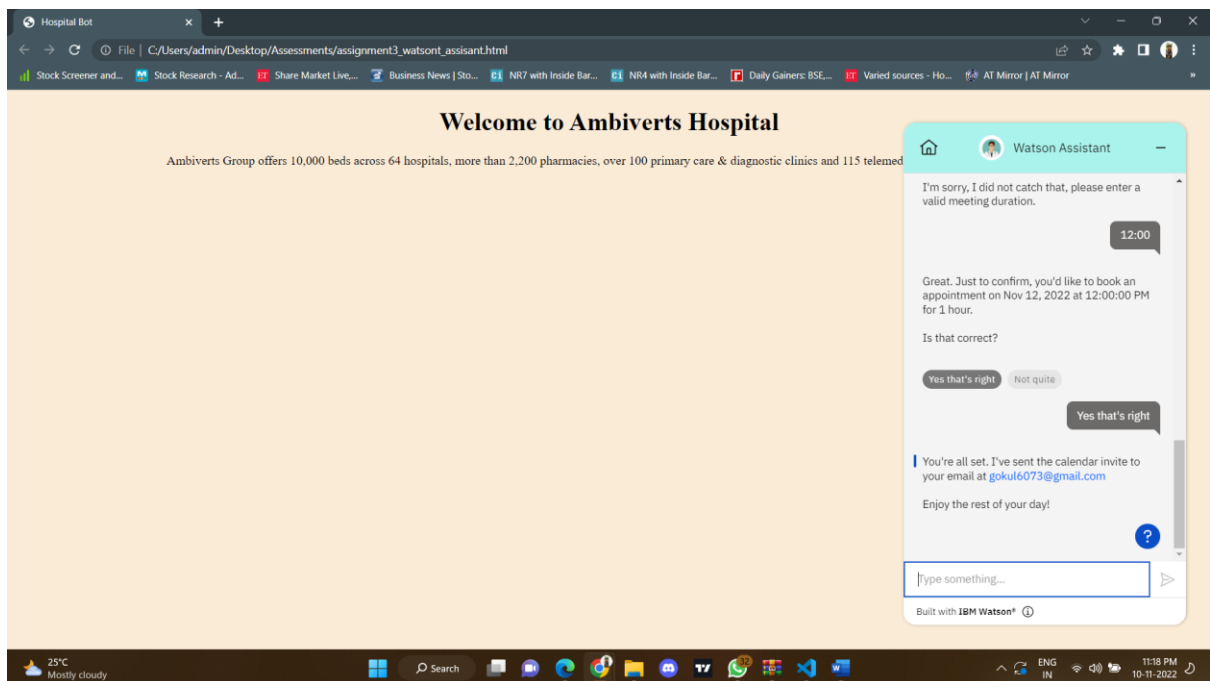 Hospital Bot
File | C:/Users/admin/Desktop/Assessments/assignment3_watsont_assisant.html
Stock Screener and... Stock Research - Ad... Share Market Live,... Business News | Sto... NR7 with Inside Bar... NR4 with Inside Bar... Daily Gainers: BSE,... Varied sources - Ho... AT Mirror | AT Mirror
Welcome to Ambiverts Hospital
Ambiverts Group offers 10,000 beds across 64 hospitals, more than 2,200 pharmacies, over 100 primary care & diagnostic clinics and 115 telemed
Watson Assistant
I'm sorry, I did not catch that, please enter a
valid meeting duration.
12:00
Great. Just to confirm, you'd like to book an
appointment on Nov 12, 2022 at 12:00:00 PM
for 1 hour.
Is that correct?
Yes that's right Not quite
Yes that's right
You're all set. I've sent the calendar invite to
your email at gokul6073@gmail.com
Enjoy the rest of your day!
?
Type something...
Built with IBM Watson®
25°C
Mostly cloudy
Search
ENG
IN
11:18 PM
10-11-2022